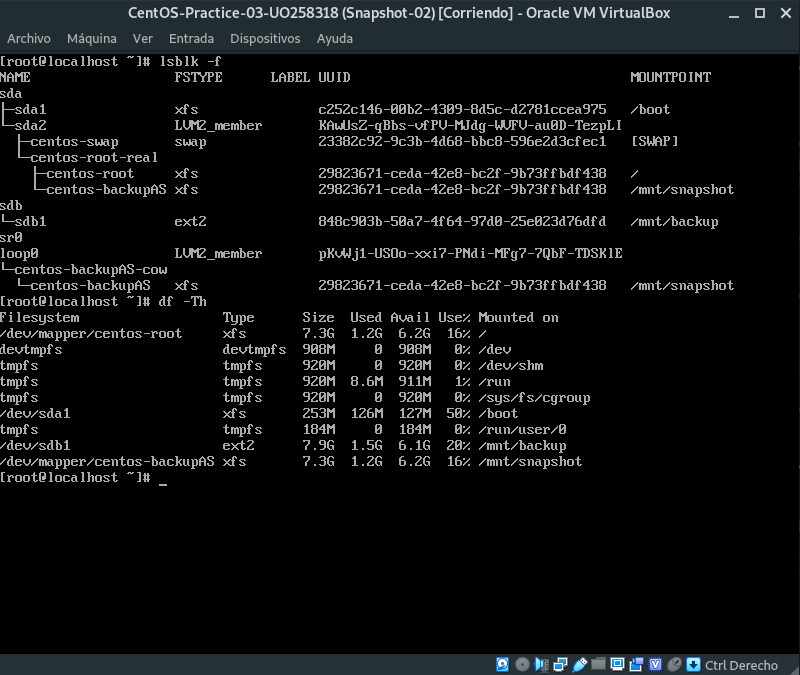 CentOS-Practice-03-UO258318 (Snapshot-02) [Corriendo] - Oracle VM VirtualBox
Archivo Máquina Ver Entrada Dispositivos Ayuda
[root@localhost ~]# lsblk -f
NAME FSTYPE LABEL UUID MOUNTPOINT
sda
├─sda1 xfs c252c146-00b2-4309-8d5c-d2781ccea975 /boot
└─sda2 LVM2_member KAwUsZ-qBbs-vfPV-MJdg-WVFV-au0D-TezpLI
├─centos-swap swap 23382c92-9c3b-4d68-bbc8-596e2d3cfec1 [SWAP]
└─centos-root-real
├─centos-root xfs 29823671-ceda-42e8-bc2f-9b73ffbdf438 /
└─centos-backupAS xfs 29823671-ceda-42e8-bc2f-9b73ffbdf438 /mnt/snapshot
sdb
└─sdb1 ext2 848c903b-50a7-4f64-97d0-25e023d76dfd /mnt/backup
sr0
loop0 LVM2_member pKvWj1-USOo-xxi7-PNdi-MFg7-7QbF-TDSKlE
└─centos-backupAS-cow
└─centos-backupAS xfs 29823671-ceda-42e8-bc2f-9b73ffbdf438 /mnt/snapshot
[root@localhost ~]# df -Th
Filesystem Type Size Used Avail Use% Mounted on
/dev/mapper/centos-root xfs 7.3G 1.2G 6.2G 16% /
devtmpfs devtmpfs 908M 0 908M 0% /dev
tmpfs tmpfs 920M 0 920M 0% /dev/shm
tmpfs tmpfs 920M 8.6M 911M 1% /run
tmpfs tmpfs 920M 0 920M 0% /sys/fs/cgroup
/dev/sda1 xfs 253M 126M 127M 50% /boot
tmpfs tmpfs 184M 0 184M 0% /run/user/0
/dev/sdb1 ext2 7.9G 1.5G 6.1G 20% /mnt/backup
/dev/mapper/centos-backupAS xfs 7.3G 1.2G 6.2G 16% /mnt/snapshot
[root@localhost ~]# _
Ctrl Derecho